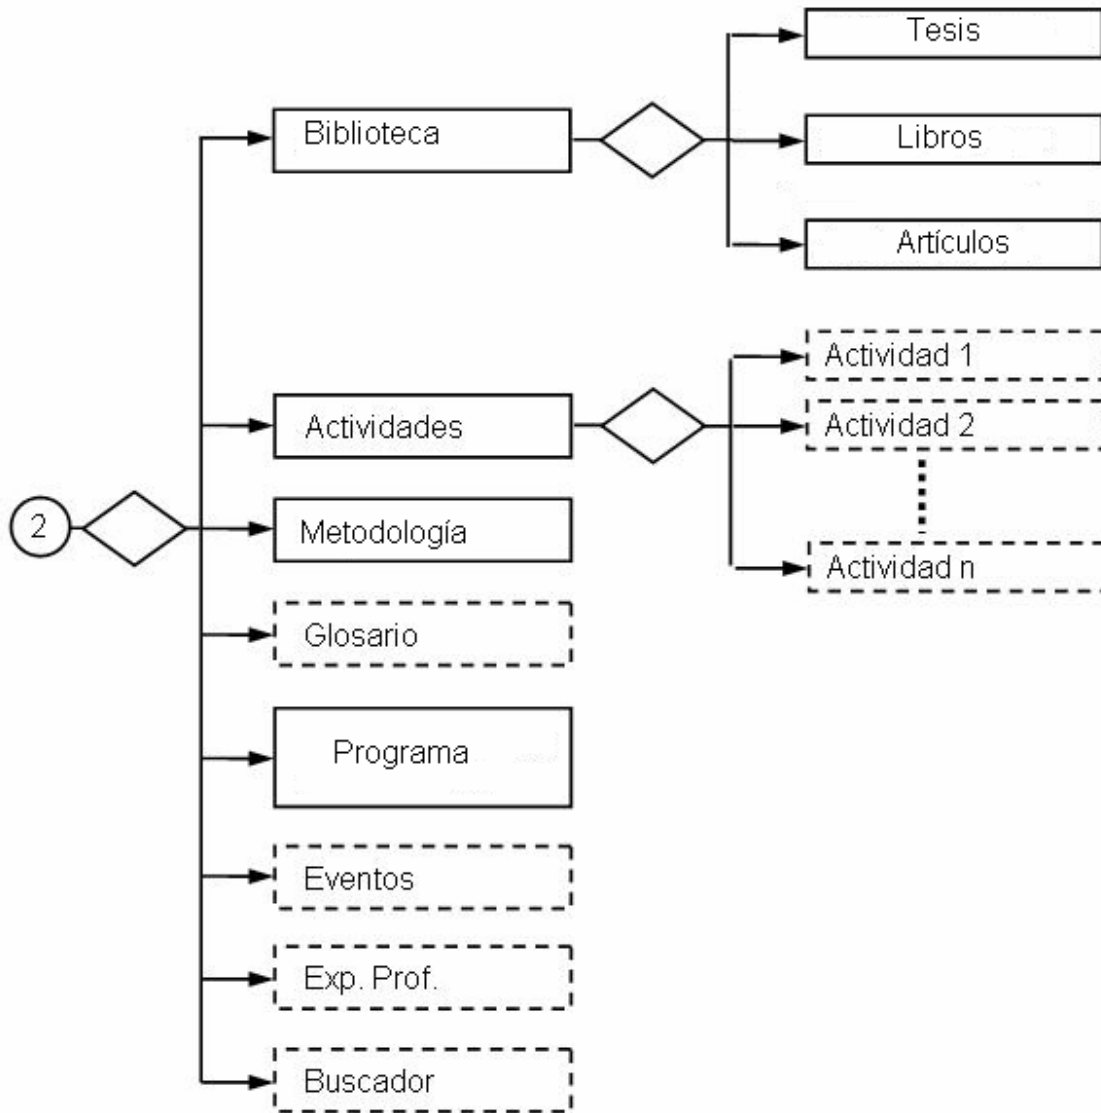 Tesis
Biblioteca
Libros
Artículos
Actividad 1
Actividades
Actividad 2
2
Metodología
Actividad n
Glosario
Programa
Eventos
Exp. Prof.
Buscador